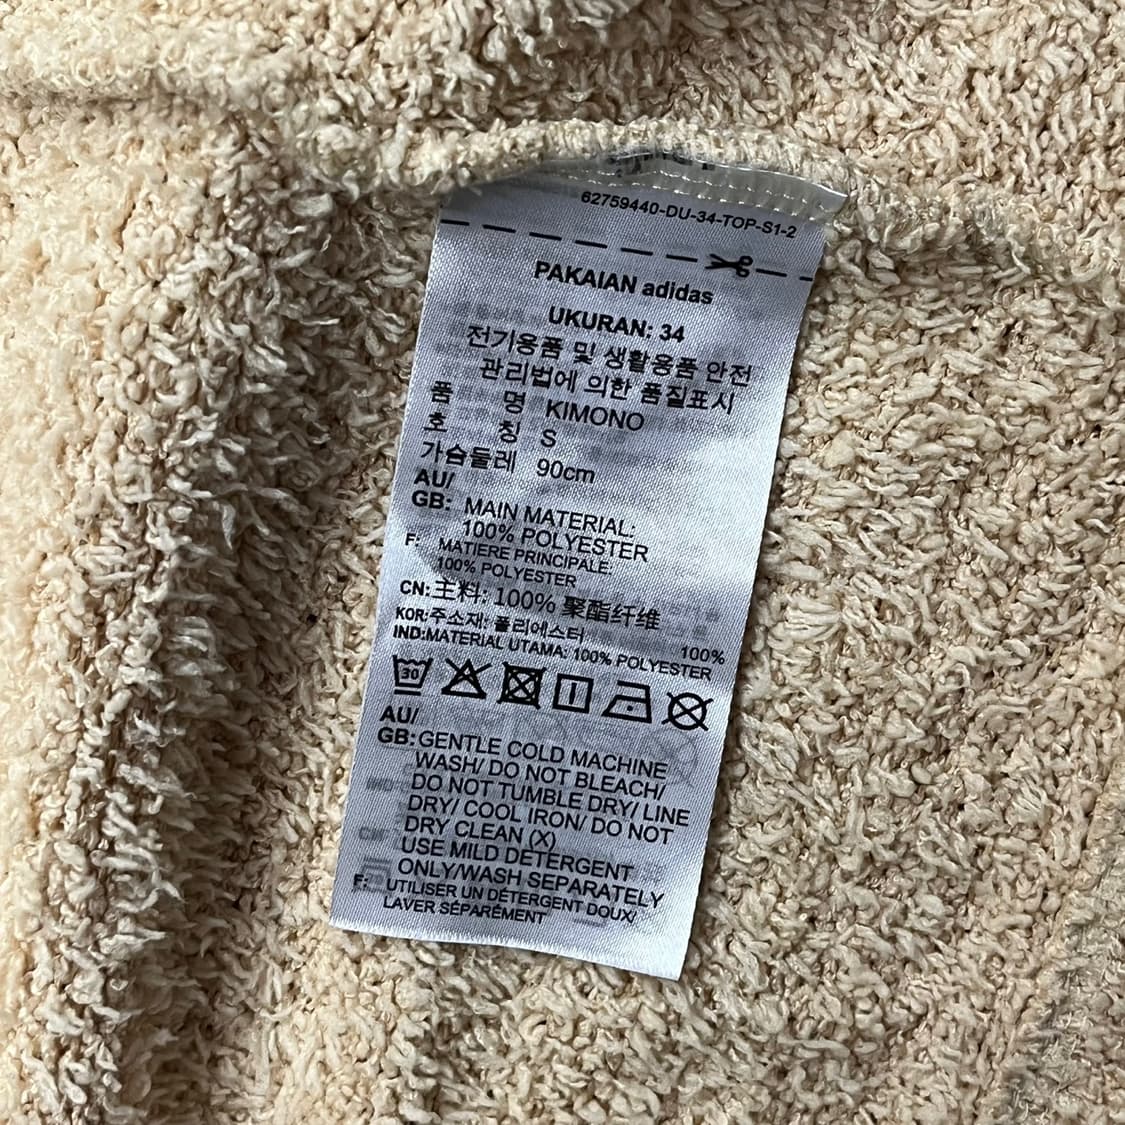 62759440-DU-34-TOP-S1-2
PAKAIAN adidas
UKURAN: 34
전기용품 및 생활용품 안전
관리법에 의한 품질표시
품 명 KIMONO
호 칭 S
가슴둘레 90cm
AU/
GB: MAIN MATERIAL:
100% POLYESTER
F: MATIERE PRINCIPALE:
100% POLYESTER
CN: 主料: 100% 聚酯纤维
KOR: 주소재: 폴리에스터
100%
IND: MATERIAL UTAMA: 100% POLYESTER
30
AU/
GB: GENTLE COLD MACHINE
WASH/ DO NOT BLEACH/
DO NOT TUMBLE DRY/ LINE
DRY/ COOL IRON/ DO NOT
DRY CLEAN (X)
USE MILD DETERGENT
ONLY/WASH SEPARATELY
F: UTILISER UN DÉTERGENT DOUX/
LAVER SÉPARÉMENT